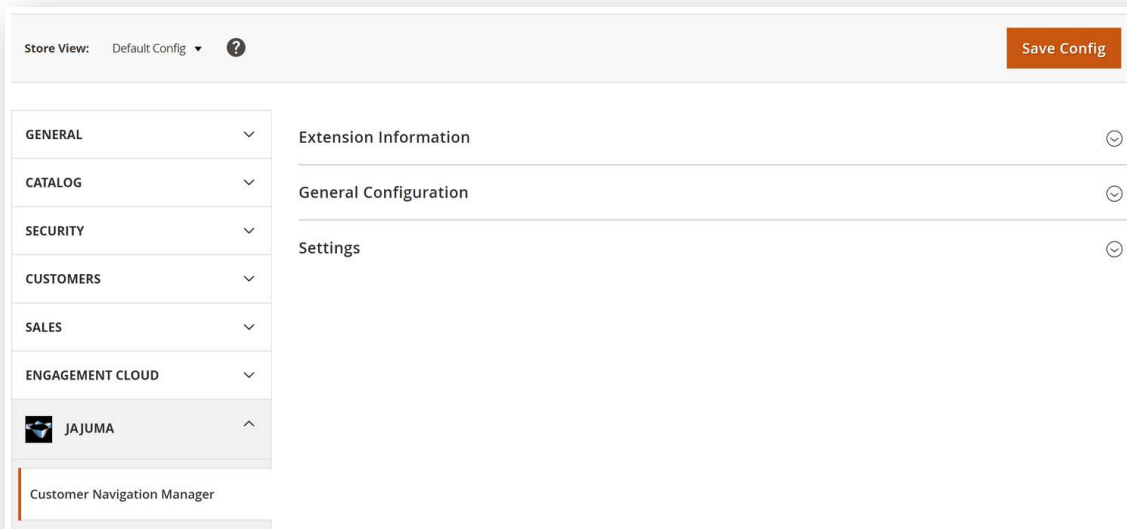 Store View: Default Config ?
Save Config
GENERAL
CATALOG
SECURITY
CUSTOMERS
SALES
ENGAGEMENT CLOUD
JAJUMA
Customer Navigation Manager
Extension Information
General Configuration
Settings